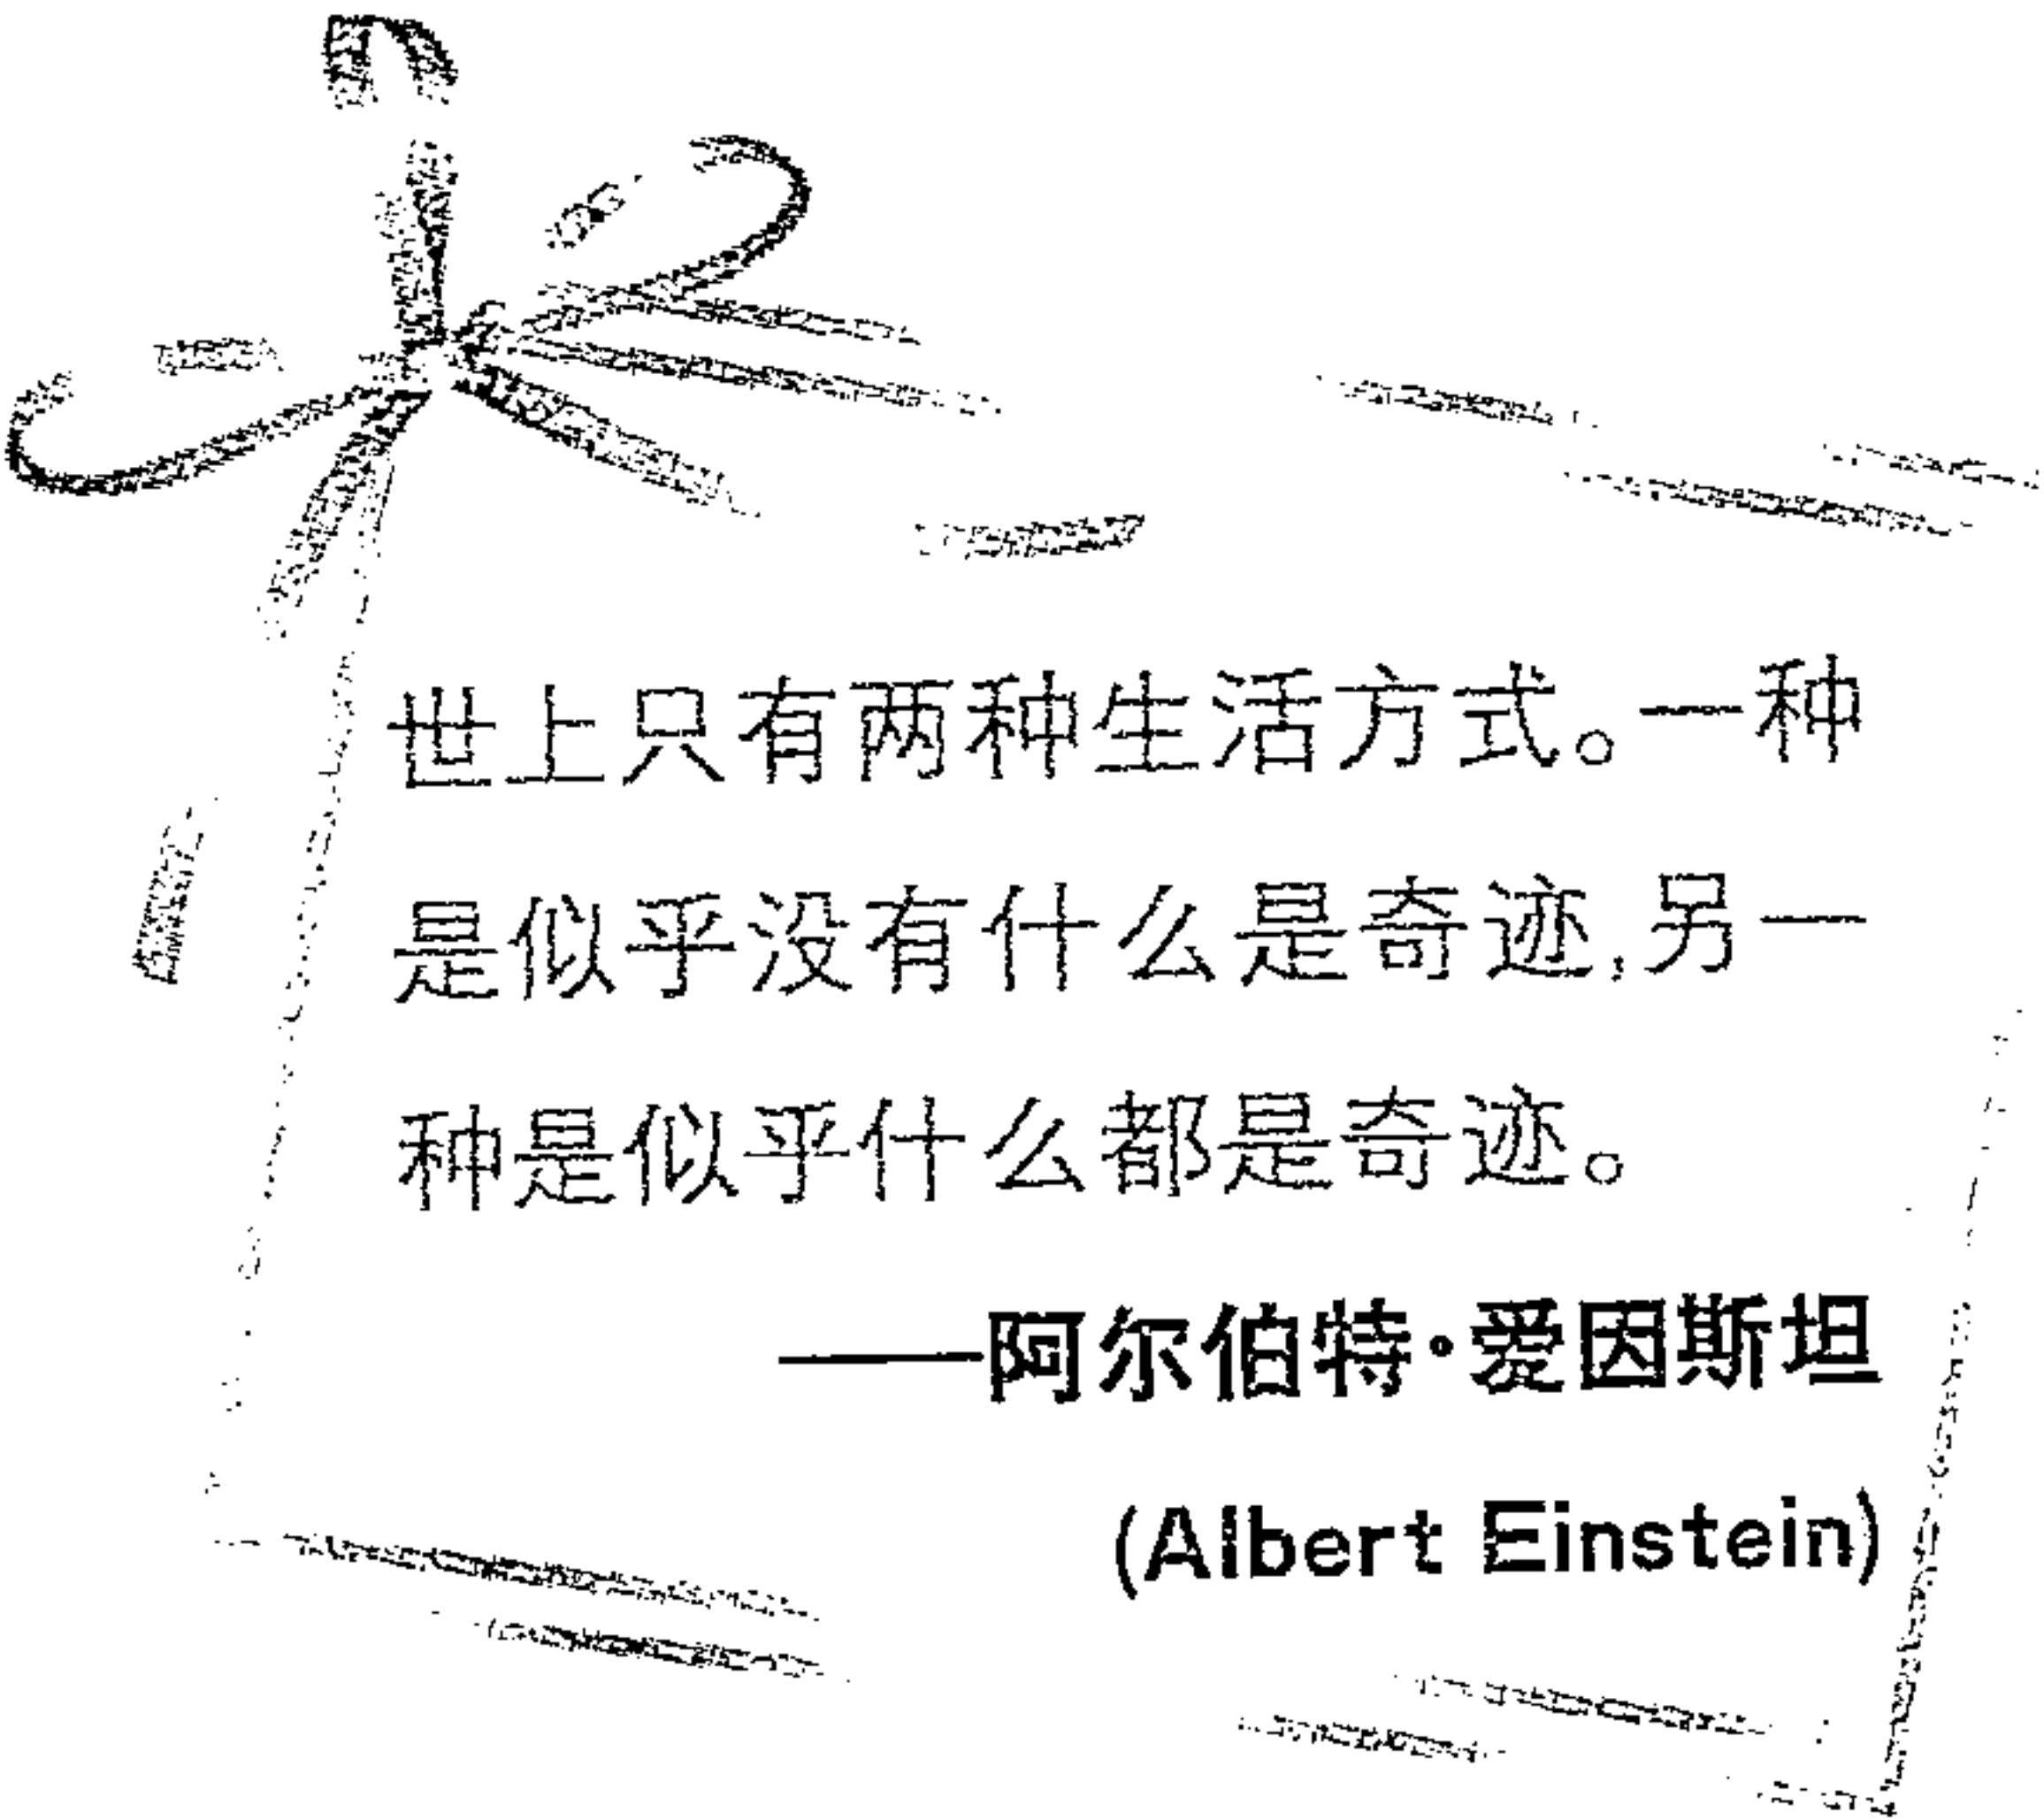 世上只有两种生活方式。一种
是似乎没有什么是奇迹,另一
种是似乎什么都是奇迹。
——阿尔伯特·爱因斯坦
(Albert Einstein)